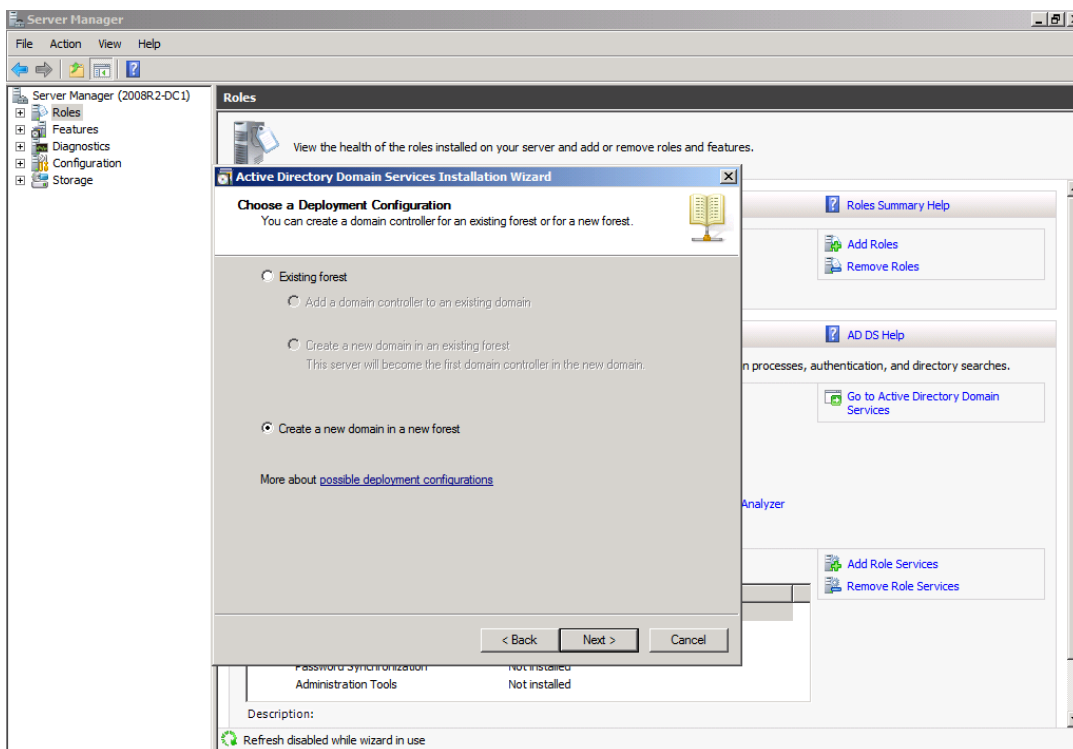 Server Manager
File Action View Help
Server Manager (2008R2-DC1)
Roles
Features
Diagnostics
Configuration
Storage
Roles
View the health of the roles installed on your server and add or remove roles and features.
Active Directory Domain Services Installation Wizard
Choose a Deployment Configuration
You can create a domain controller for an existing forest or for a new forest.
Existing forest
Add a domain controller to an existing domain
Create a new domain in an existing forest
This server will become the first domain controller in the new domain.
Create a new domain in a new forest
More about possible deployment configurations
< Back Next > Cancel
Roles Summary Help
Add Roles
Remove Roles
AD DS Help
n processes, authentication, and directory searches.
Go to Active Directory Domain
Services
Analyzer
Add Role Services
Remove Role Services
Password Synchronization Not installed
Administration Tools Not installed
Description:
Refresh disabled while wizard in use